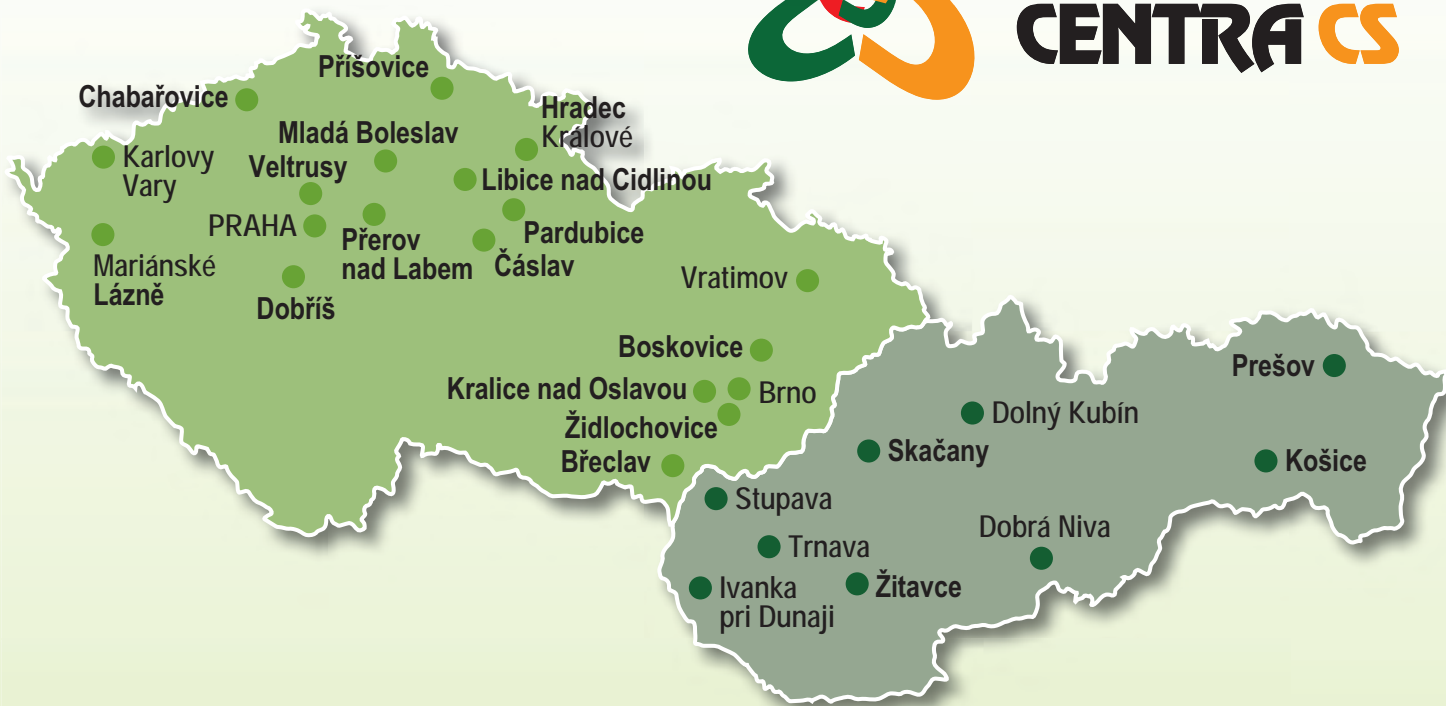 CENTRA CS
Příšovice
Chabařovice
Hradec
Králové
Mladá Boleslav
Karlovy
Vary
Veltrusy
Libice nad Cidlinou
PRAHA
Přerov
nad Labem
Pardubice
Čáslav
Mariánské
Lázně
Dobříš
Vratimov
Boskovice
Kralice nad Oslavou
Brno
Židlochovice
Břeclav
Prešov
Dolný Kubín
Skačany
Košice
Stupava
Dobrá Niva
Trnava
Ivanka
pri Dunaji
Žitavce